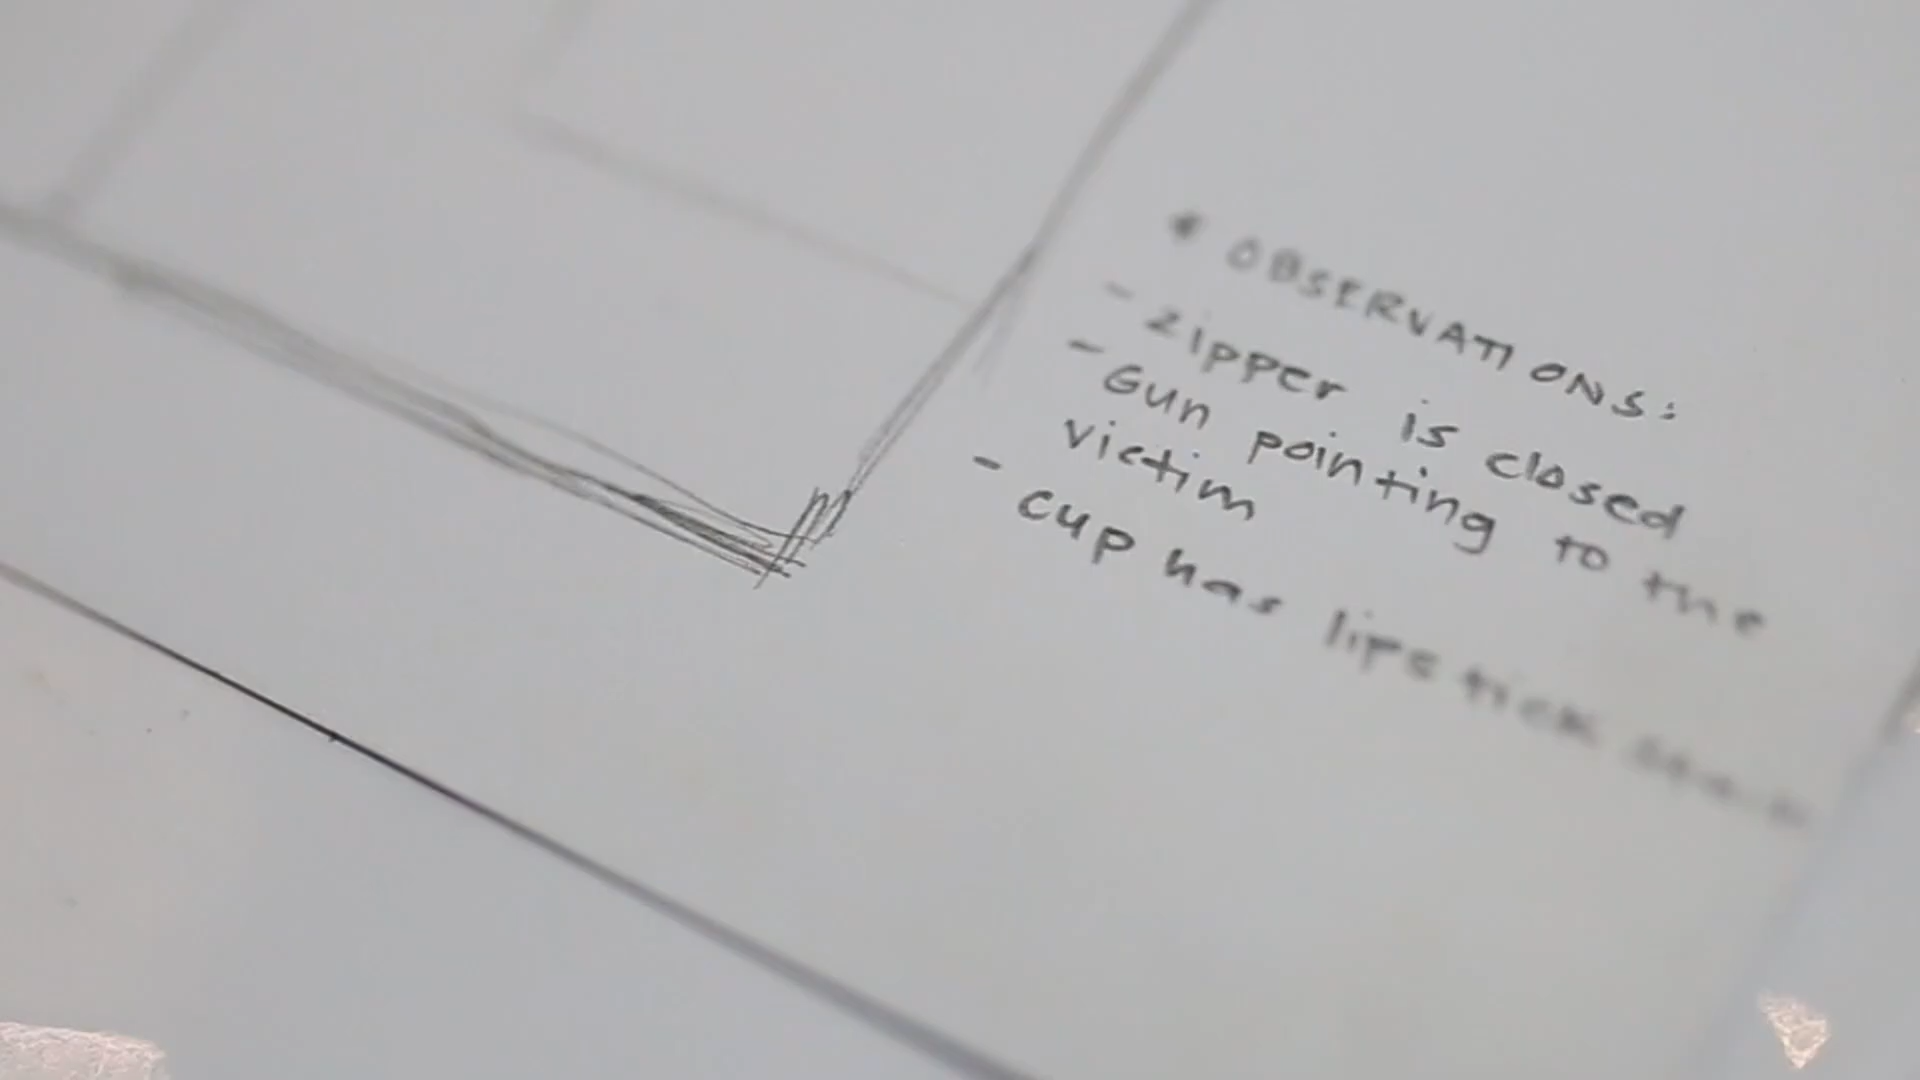 * OBSERVATIONS:
- Zipper is closed
- Gun pointing to the
victim
- Cup has lipstick